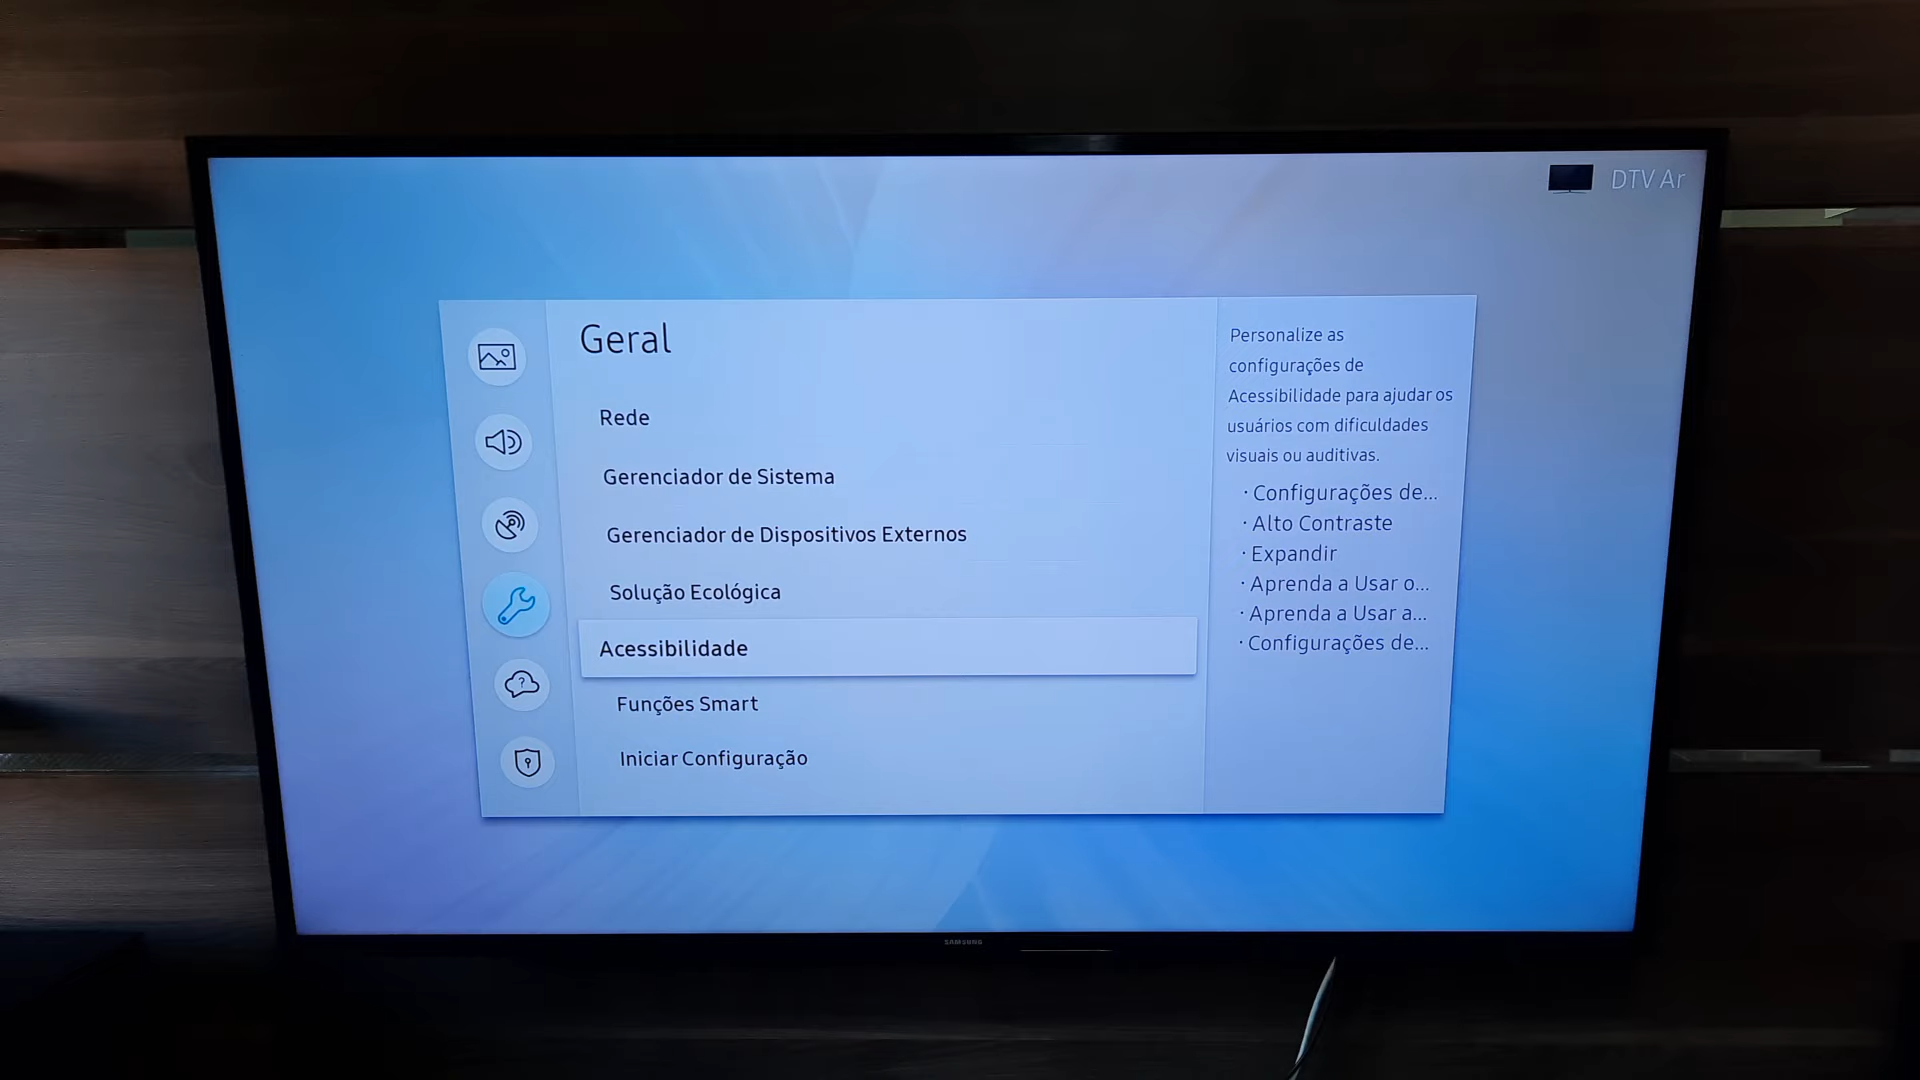 DTV Ar
Geral
Rede
Gerenciador de Sistema
Gerenciador de Dispositivos Externos
Solução Ecológica
Acessibilidade
Funções Smart
Iniciar Configuração
Personalize as
configurações de
Acessibilidade para ajudar os
usuários com dificuldades
visuais ou auditivas.
· Configurações de...
· Alto Contraste
· Expandir
· Aprenda a Usar o...
· Aprenda a Usar a...
· Configurações de...
SAMSUNG